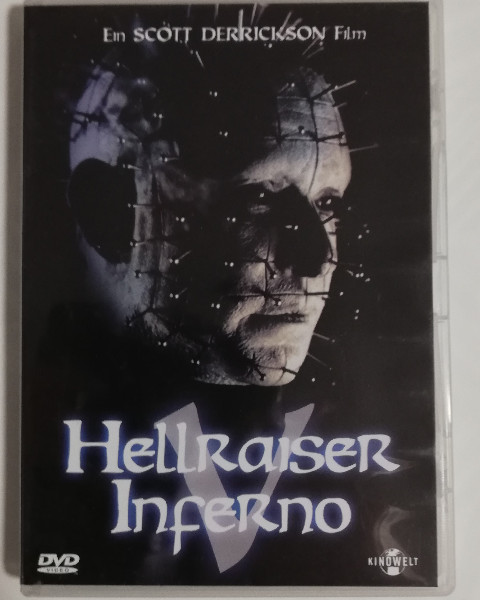 Ein SCOTT DERRICKSON Film
V
Hellraiser
Inferno
DVD
VIDEO
KINOWELT